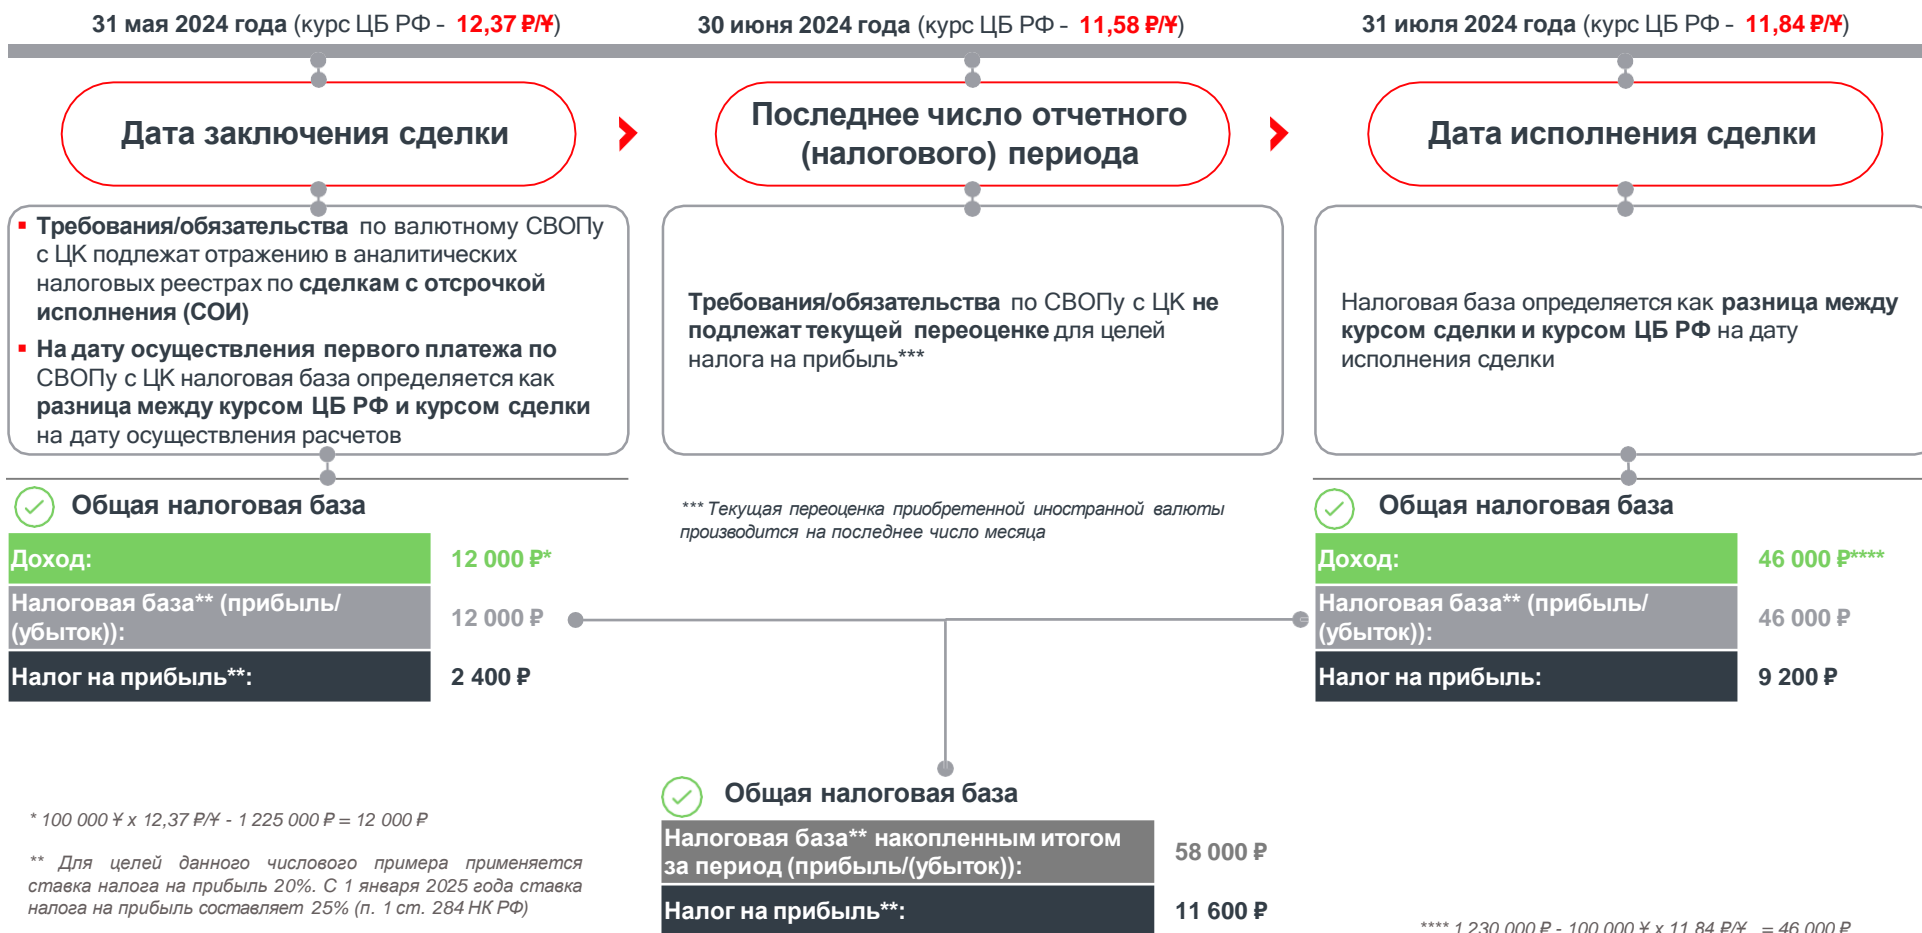 31 мая 2024 года (курс ЦБ РФ - 12,37 ₽/¥)
30 июня 2024 года (курс ЦБ РФ - 11,58 ₽/¥)
31 июля 2024 года (курс ЦБ РФ - 11,84 ₽/¥)
Дата заключения сделки
Последнее число отчетного
(налогового) периода
Дата исполнения сделки
▪ Требования/обязательства по валютному СВОПу
с ЦК подлежат отражению в аналитических
налоговых реестрах по сделкам с отсрочкой
исполнения (СОИ)
▪ На дату осуществления первого платежа по
СВОПу с ЦК налоговая база определяется как
разница между курсом ЦБ РФ и курсом сделки
на дату осуществления расчетов
Требования/обязательства по СВОПу с ЦК не
подлежат текущей переоценке для целей
налога на прибыль***
Налоговая база определяется как разница между
курсом сделки и курсом ЦБ РФ на дату
исполнения сделки
Общая налоговая база
Доход: 12 000 ₽*
Налоговая база** (прибыль/
(убыток)): 12 000 ₽
Налог на прибыль**: 2 400 ₽
*** Текущая переоценка приобретенной иностранной валюты
производится на последнее число месяца
Общая налоговая база
Доход: 46 000 ₽****
Налоговая база** (прибыль/
(убыток)): 46 000 ₽
Налог на прибыль: 9 200 ₽
* 100 000 ¥ x 12,37 ₽/¥ - 1 225 000 ₽ = 12 000 ₽
** Для целей данного числового примера применяется
ставка налога на прибыль 20%. С 1 января 2025 года ставка
налога на прибыль составляет 25% (п. 1 ст. 284 НК РФ)
Общая налоговая база
Налоговая база** накопленным итогом
за период (прибыль/(убыток)): 58 000 ₽
Налог на прибыль**: 11 600 ₽
**** 1 230 000 ₽ - 100 000 ¥ x 11,84 ₽/¥ = 46 000 ₽